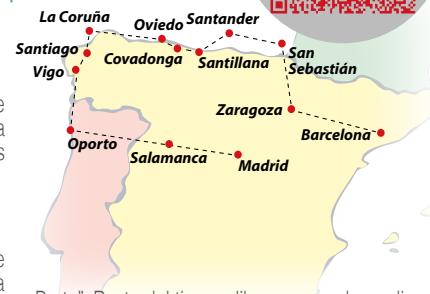 La Coruña
Oviedo
Santander
Santiago
Covadonga
Santillana
San
Sebastián
Vigo
Zaragoza
Barcelona
Oporto
Salamanca
Madrid